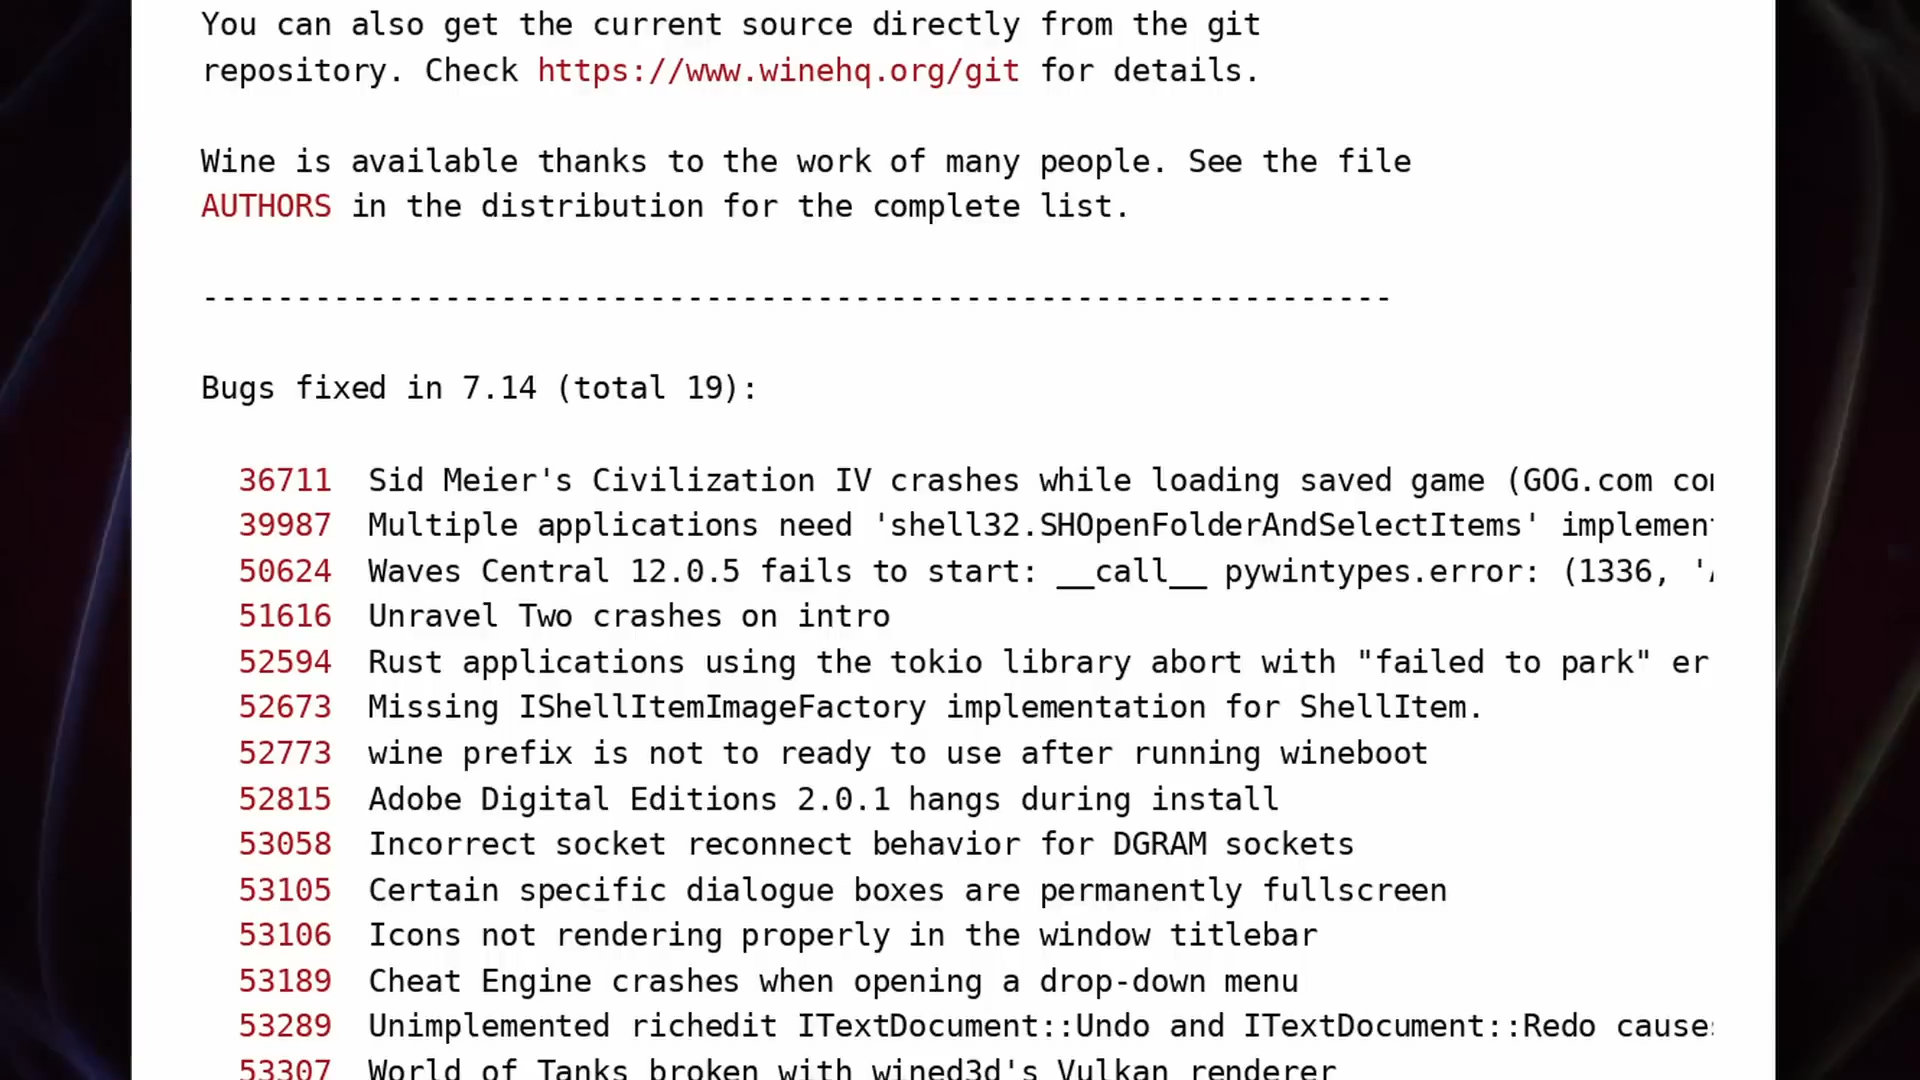 You can also get the current source directly from the git
repository. Check https://www.winehq.org/git for details.
Wine is available thanks to the work of many people. See the file
AUTHORS in the distribution for the complete list.
----------------------------------------------------------------
Bugs fixed in 7.14 (total 19):
36711 Sid Meier's Civilization IV crashes while loading saved game (GOG.com
39987 Multiple applications need 'shell32.SHOpenFolderAndSelectItems' implemen
50624 Waves Central 12.0.5 fails to start: __call__ pywintypes.error: (1336, '
51616 Unravel Two crashes on intro
52594 Rust applications using the tokio library abort with "failed to park" er
52673 Missing IShellItemImageFactory implementation for ShellItem.
52773 wine prefix is not to ready to use after running wineboot
52815 Adobe Digital Editions 2.0.1 hangs during install
53058 Incorrect socket reconnect behavior for DGRAM sockets
53105 Certain specific dialogue boxes are permanently fullscreen
53106 Icons not rendering properly in the window titlebar
53189 Cheat Engine crashes when opening a drop-down menu
53289 Unimplemented richedit ITextDocument::Undo and ITextDocument::Redo cause
53307 World of Tanks broken with wined3d's Vulkan renderer